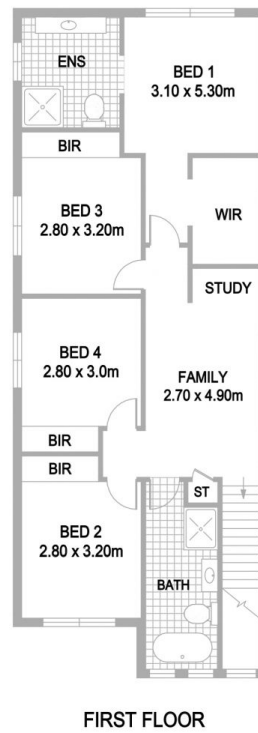 ENS
BED 1
3.10 x 5.30m
BIR
BED 3
2.80 x 3.20m
WIR
STUDY
BED 4
2.80 x 3.0m
FAMILY
2.70 x 4.90m
BIR
BIR
ST
BED 2
2.80 x 3.20m
BATH
FIRST FLOOR